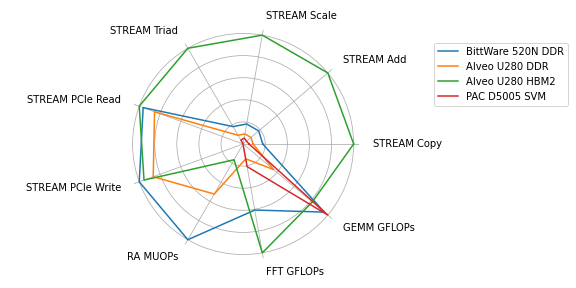 STREAM Scale
STREAM Triad
STREAM Add
BittWare 520N DDR
Alveo U280 DDR
Alveo U280 HBM2
PAC D5005 SVM
STREAM PCIe Read
STREAM Copy
STREAM PCIe Write
GEMM GFLOPs
RA MUOPs
FFT GFLOPs